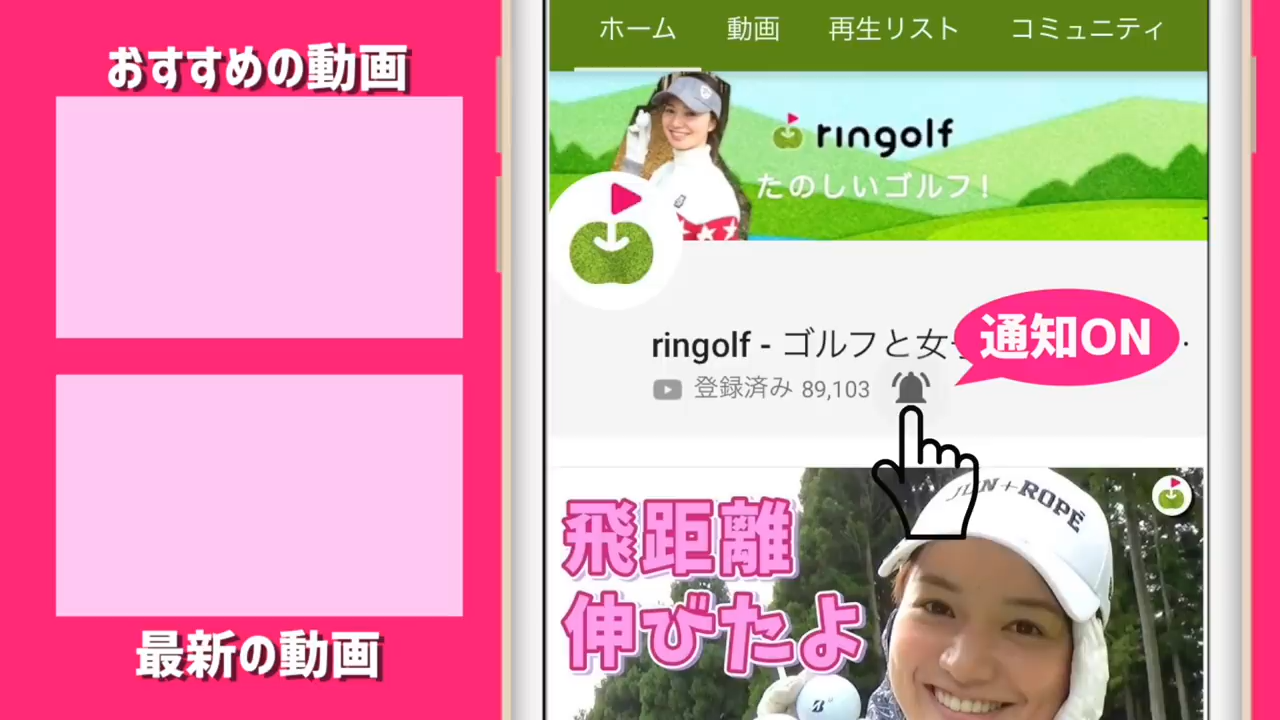 おすすめの動画
最新の動画
ホーム 動画 再生リスト コミュニティ
ringolf
たのしいゴルフ!
ringolf - ゴルフと女
通知ON
登録済み 89,103
飛距離
伸びたよ
JUN+ROPÉ
B